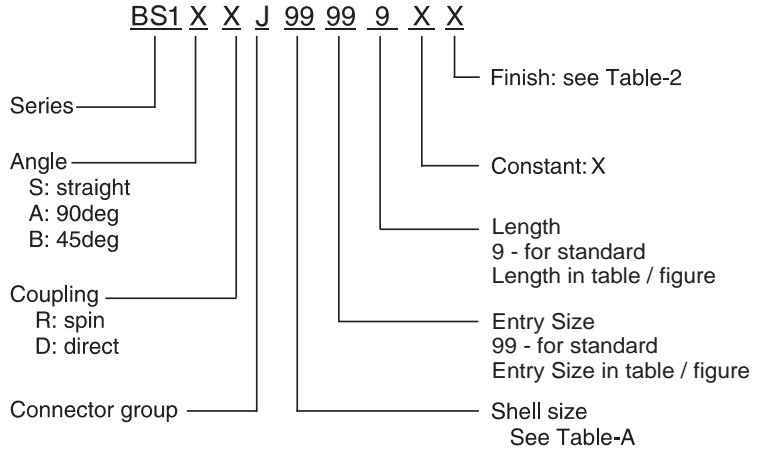 BS1 X X J 99 99 9 X X
Series
Angle
S: straight
A: 90deg
B: 45deg
Coupling
R: spin
D: direct
Connector group
Finish: see Table-2
Constant: X
Length
9 - for standard
Length in table / figure
Entry Size
99 - for standard
Entry Size in table / figure
Shell size
See Table-A